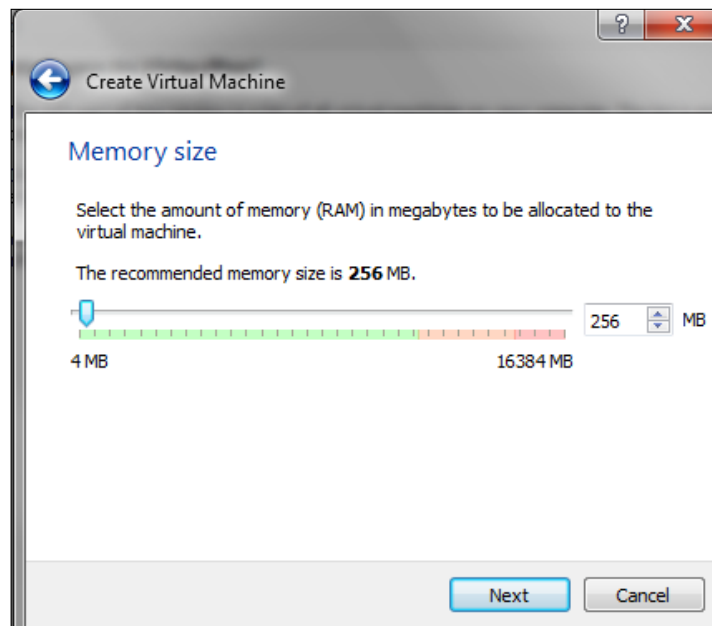 ?
X
Create Virtual Machine
Memory size
Select the amount of memory (RAM) in megabytes to be allocated to the
virtual machine.
The recommended memory size is 256 MB.
256 MB
4 MB 16384 MB
Next Cancel